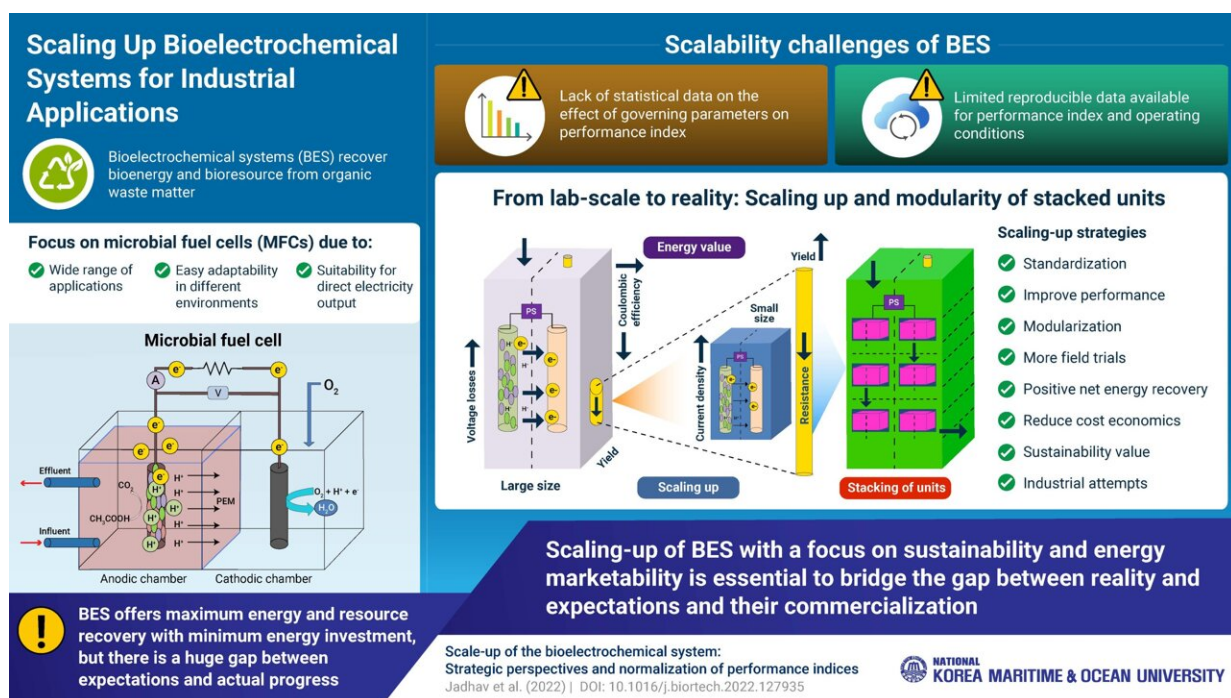 Scaling Up Bioelectrochemical
Systems for Industrial
Applications
Bioelectrochemical systems (BES) recover
bioenergy and bioresource from organic
waste matter
Focus on microbial fuel cells (MFCs) due to:
Wide range of
applications
Easy adaptability
in different
environments
Suitability for
direct electricity
output
Microbial fuel cell
e-
e-
A
V
O2
e-
e-
e-
e-
Effluent
CO2
e-
H+
H+
H+
PEM
O2 + H+ + e-
H+
H+
H2O
CH3COOH
H+
H+
H+
Influent
H+
H+
Anodic chamber
Cathodic chamber
BES offers maximum energy and resource
recovery with minimum energy investment,
but there is a huge gap between
expectations and actual progress
Scalability challenges of BES
Lack of statistical data on the
effect of governing parameters on
performance index
Limited reproducible data available
for performance index and operating
conditions
From lab-scale to reality: Scaling up and modularity of stacked units
Energy value
Coulombic
efficiency
PS
H+
e-
H+
e-
e-
H+
e-
Voltage losses
Yield
Large size
Small
size
PS
Current density
Scaling up
Yield
Resistance
PS
Stacking of units
Scaling-up strategies
Standardization
Improve performance
Modularization
More field trials
Positive net energy recovery
Reduce cost economics
Sustainability value
Industrial attempts
Scaling-up of BES with a focus on sustainability and energy
marketability is essential to bridge the gap between reality and
expectations and their commercialization
Scale-up of the bioelectrochemical system:
Strategic perspectives and normalization of performance indices
Jadhav et al. (2022) | DOI: 10.1016/j.biortech.2022.127935
NATIONAL
KOREA MARITIME & OCEAN UNIVERSITY